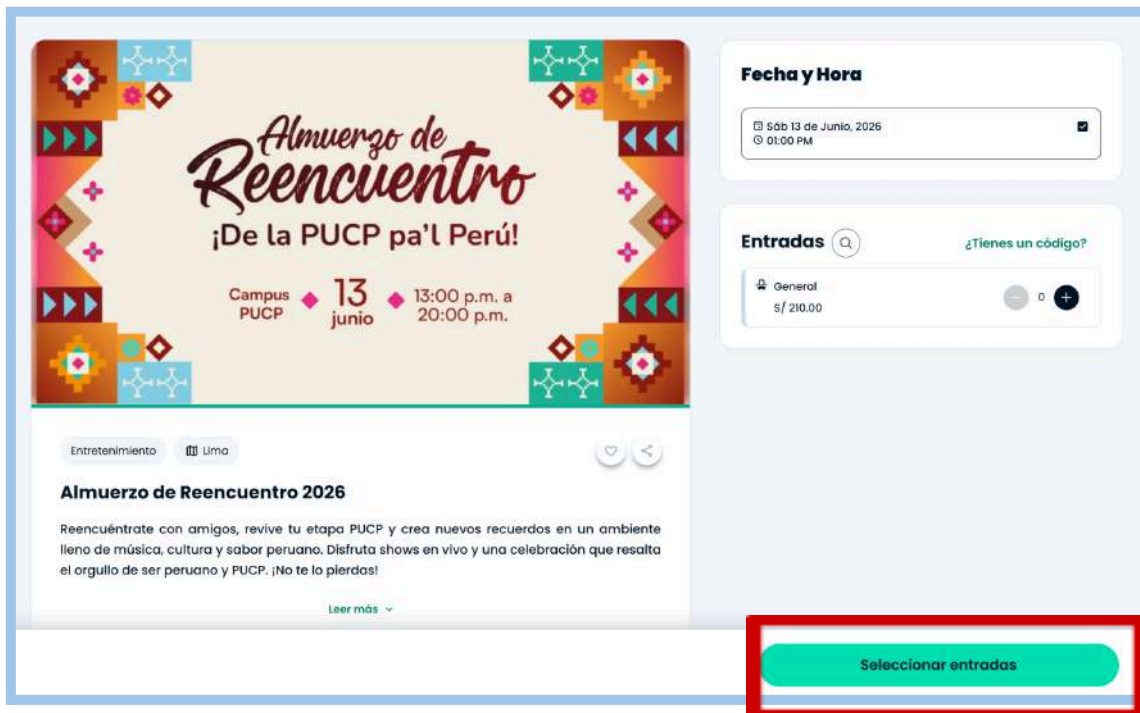 Almuerzo de
Reencuentro
¡De la PUCP pa'l Perú!
Campus
PUCP
13
junio
13:00 p.m. a
20:00 p.m.
Entretenimiento
Lima
Almuerzo de Reencuentro 2026
Reencuéntrate con amigos, revive tu etapa PUCP y crea nuevos recuerdos en un ambiente
lleno de música, cultura y sabor peruano. Disfruta shows en vivo y una celebración que resalta
el orgullo de ser peruano y PUCP. ¡No te lo pierdas!
Leer más
Fecha y Hora
Sáb 13 de Junio, 2026
01:00 PM
Entradas
¿Tienes un código?
General
S/ 210.00
0
Seleccionar entradas